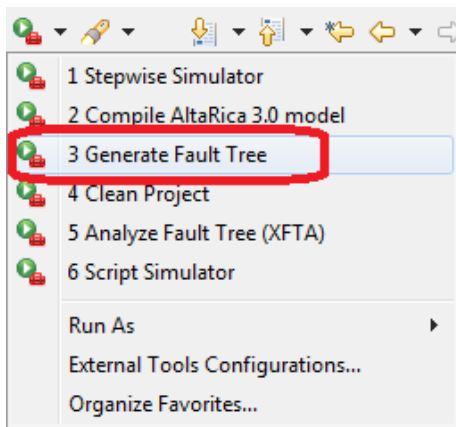 1 Stepwise Simulator
2 Compile AltaRica 3.0 model
3 Generate Fault Tree
4 Clean Project
5 Analyze Fault Tree (XFTA)
6 Script Simulator
Run As
External Tools Configurations...
Organize Favorites...